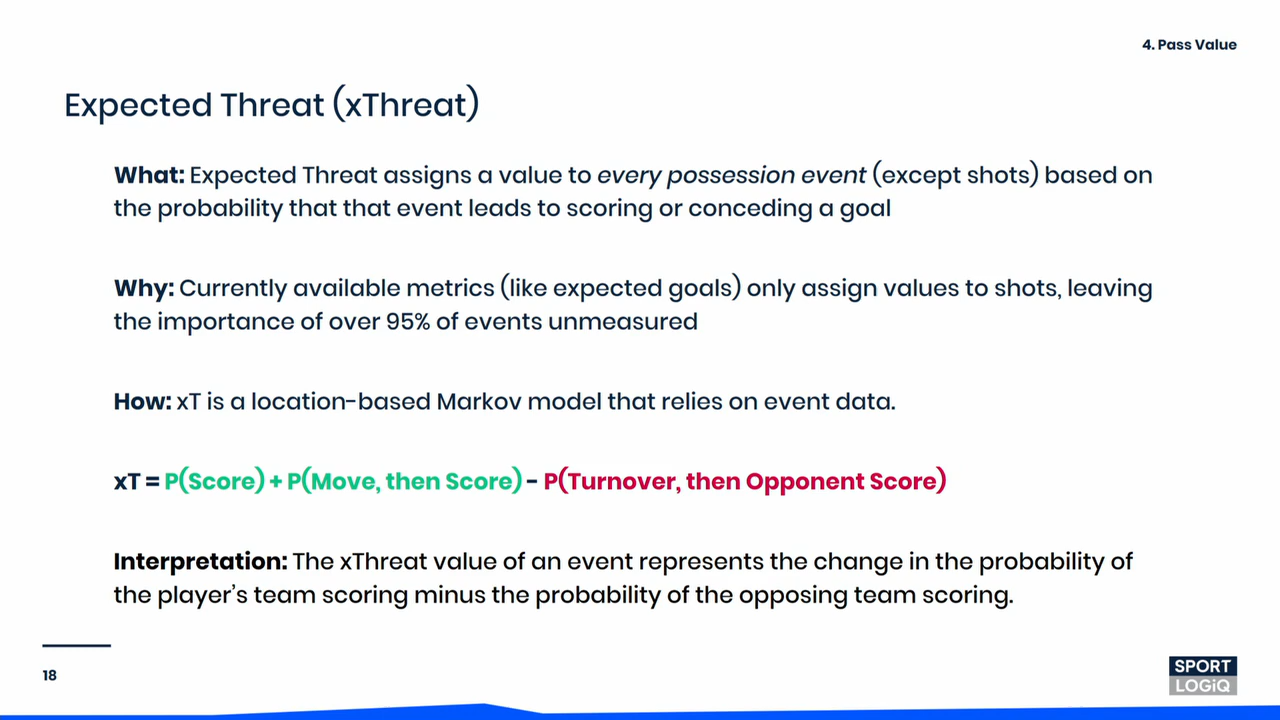 4. Pass Value
Expected Threat (xThreat)
What: Expected Threat assigns a value to every possession event (except shots) based on
the probability that that event leads to scoring or conceding a goal
Why: Currently available metrics (like expected goals) only assign values to shots, leaving
the importance of over 95% of events unmeasured
How: xT is a location-based Markov model that relies on event data.
xT = P(Score) + P(Move, then Score) - P(Turnover, then Opponent Score)
Interpretation: The xThreat value of an event represents the change in the probability of
the player’s team scoring minus the probability of the opposing team scoring.
18
SPORT
LOGiQ